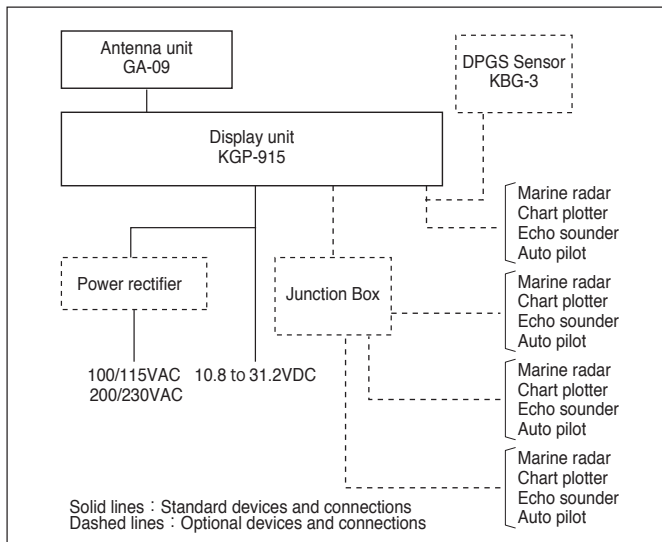 Antenna unit
GA-09
DPGS Sensor
KBG-3
Display unit
KGP-915
Marine radar
Chart plotter
Echo sounder
Auto pilot
Power rectifier
Junction Box
Marine radar
Chart plotter
Echo sounder
Auto pilot
100/115VAC
200/230VAC
10.8 to 31.2VDC
Marine radar
Chart plotter
Echo sounder
Auto pilot
Marine radar
Chart plotter
Echo sounder
Auto pilot
Solid lines : Standard devices and connections
Dashed lines : Optional devices and connections